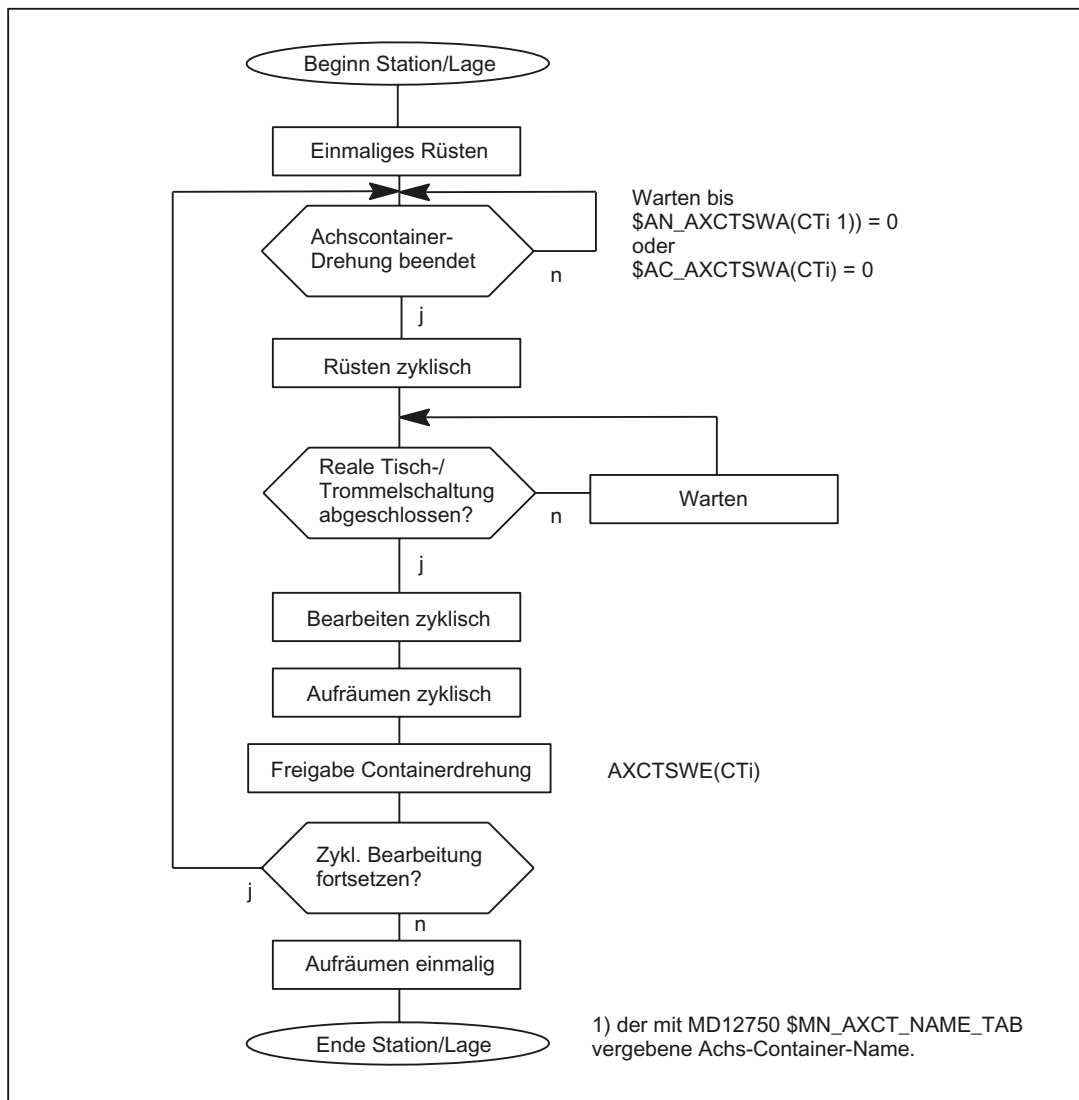 Beginn Station/Lage
Einmaliges Rüsten
Achscontainer-
Drehung beendet
n
Warten bis
$AN_AXCTSWA(CTi 1)) = 0
oder
$AC_AXCTSWA(CTi) = 0
j
Rüsten zyklisch
Reale Tisch-/
Trommelschaltung
abgeschlossen?
n
Warten
j
Bearbeiten zyklisch
Aufräumen zyklisch
Freigabe Containerdrehung
AXCTSWE(CTi)
Zykl. Bearbeitung
fortsetzen?
j
n
Aufräumen einmalig
Ende Station/Lage
1) der mit MD12750 $MN_AXCT_NAME_TAB
vergebene Achs-Container-Name.